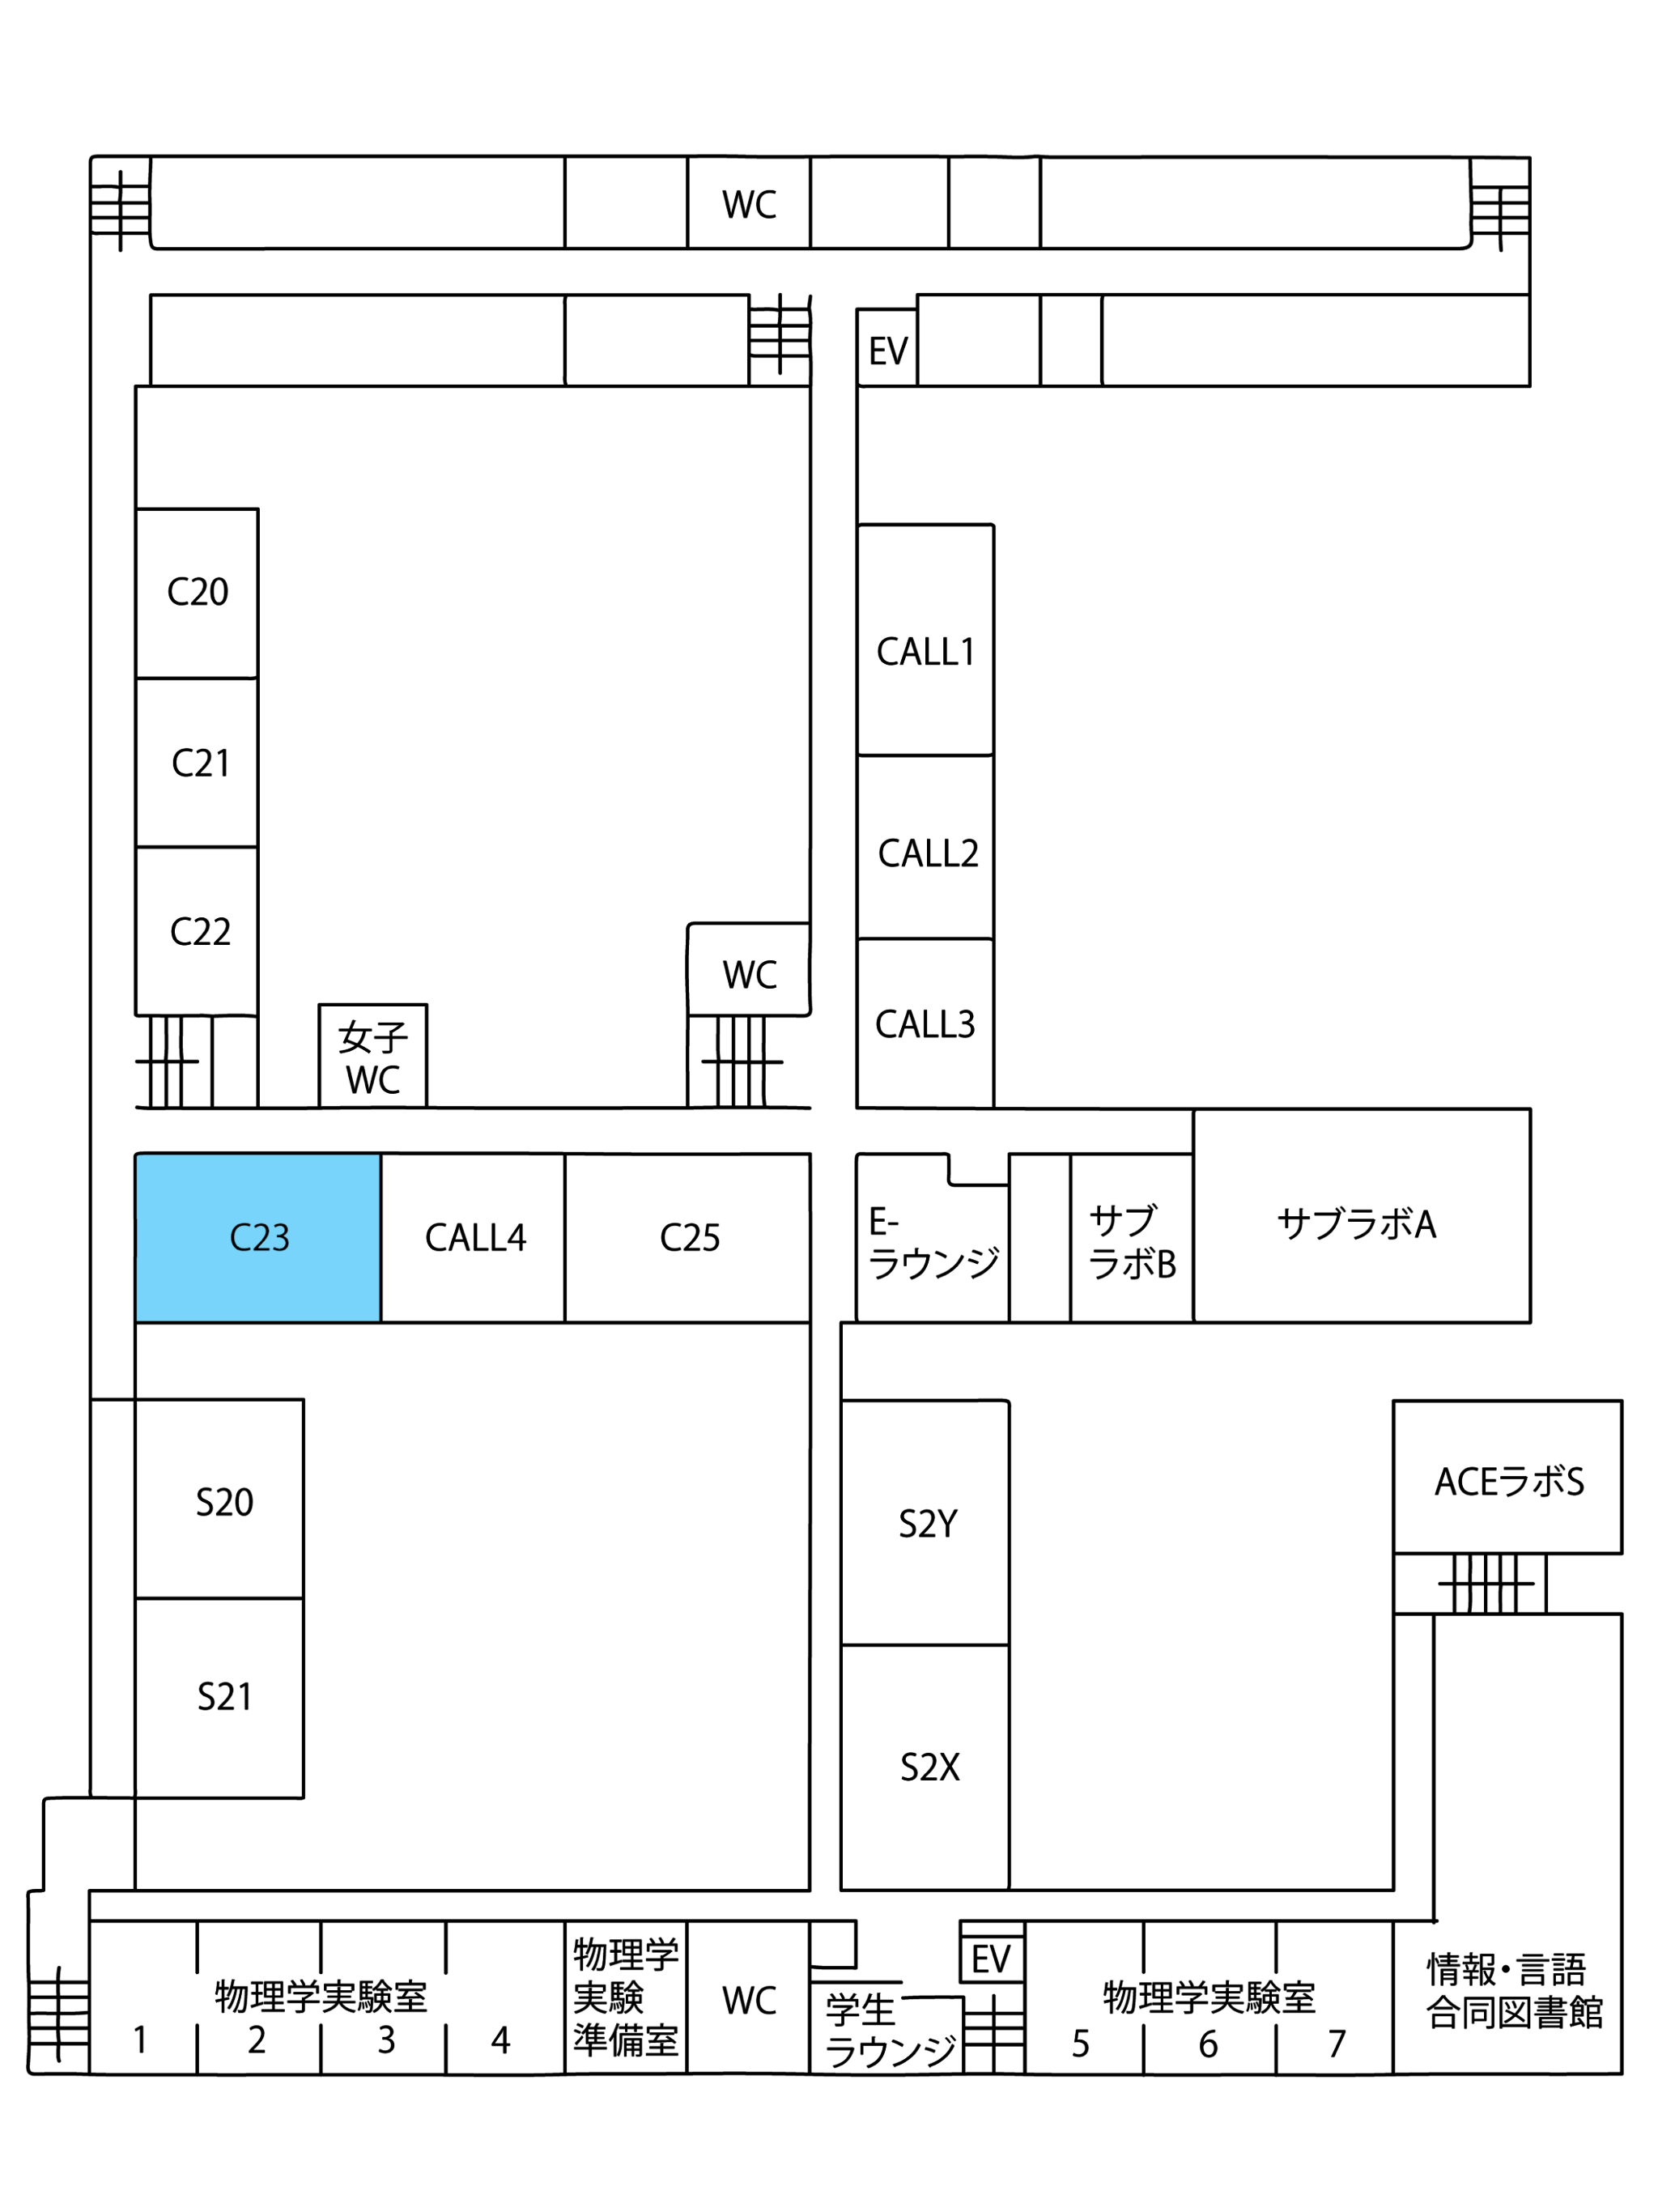 WC
EV
C20
CALL1
C21
CALL2
C22
WC
CALL3
女子
WC
C23
CALL4
C25
E-
ラウンジ
サブ
ラボB
サブラボA
S20
S2Y
ACEラボS
S21
S2X
物理学実験室
1
2
3
4
物理学
実験
準備室
WC
学生
ラウンジ
EV
物理学実験室
5
6
7
情報・言語
合同図書館